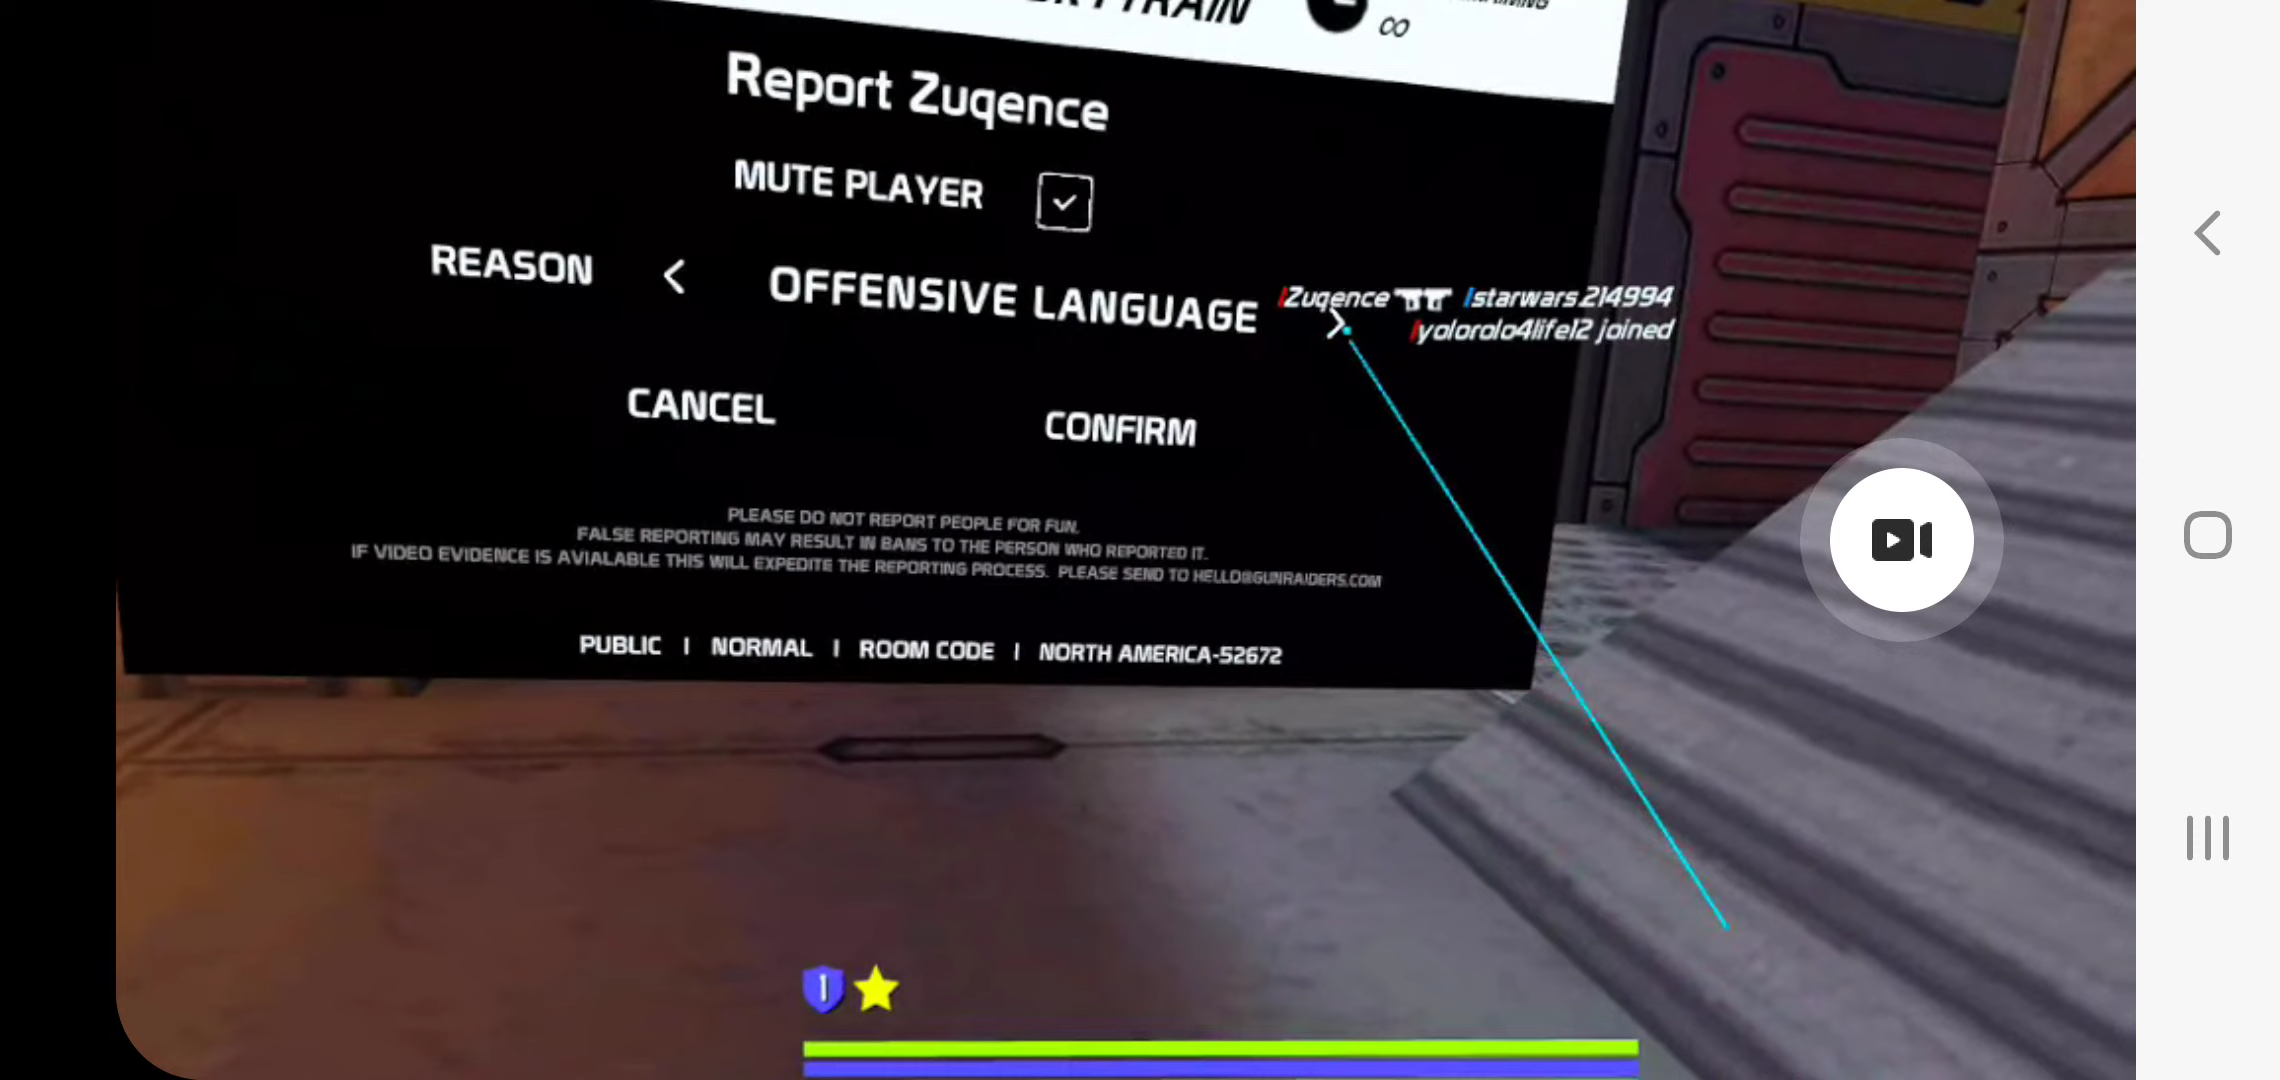 TRAIN
∞
Report Zuqence
MUTE PLAYER
REASON < OFFENSIVE LANGUAGE >
Zuqence starwars214994
yolorolo4life12 joined
CANCEL CONFIRM
PLEASE DO NOT REPORT PEOPLE FOR FUN.
FALSE REPORTING MAY RESULT IN BANS TO THE PERSON WHO REPORTED IT.
IF VIDEO EVIDENCE IS AVIALABLE THIS WILL EXPEDITE THE REPORTING PROCESS. PLEASE SEND TO HELLO@GUNRAIDERS.COM
PUBLIC | NORMAL | ROOM CODE | NORTH AMERICA-52672
1